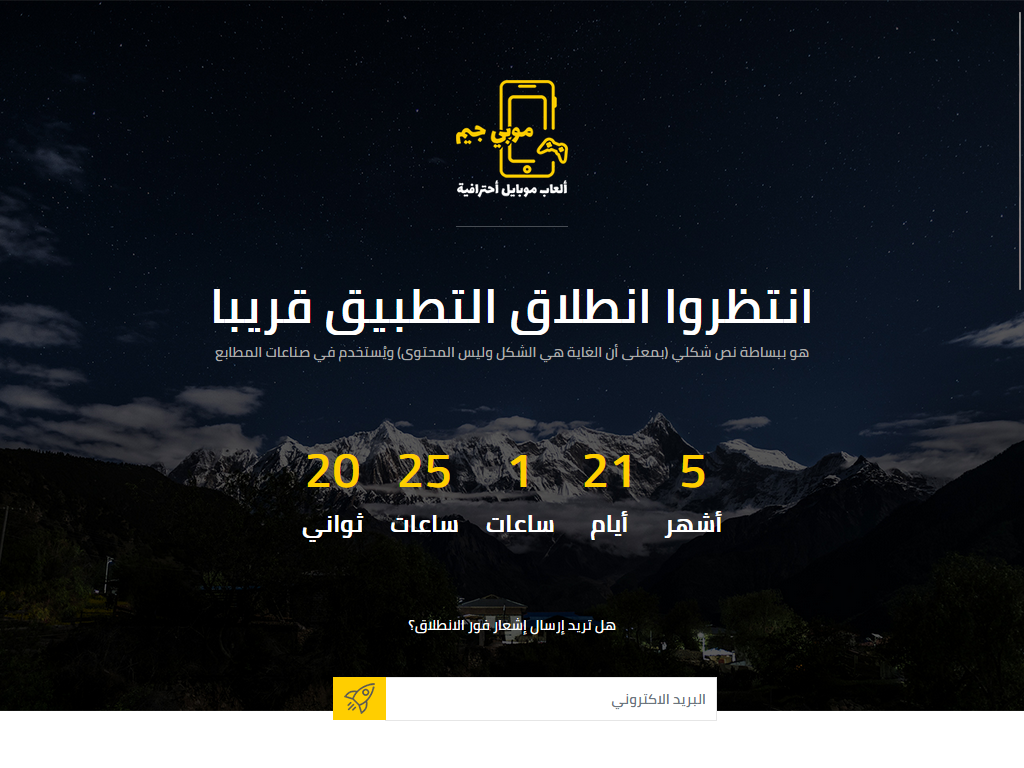 موبي جيم
ألعاب موبايل أحترافية
انتظروا انطلاق التطبيق قريبا
هو ببساطة نص شكلي (بمعنى أن الغاية هي الشكل وليس المحتوى) ويُستخدم في صناعات المطابع
5 21 1 25 20
أشهر أيام ساعات ساعات ثواني
هل تريد إرسال إشعار فور الانطلاق؟
البريد الاكتروني